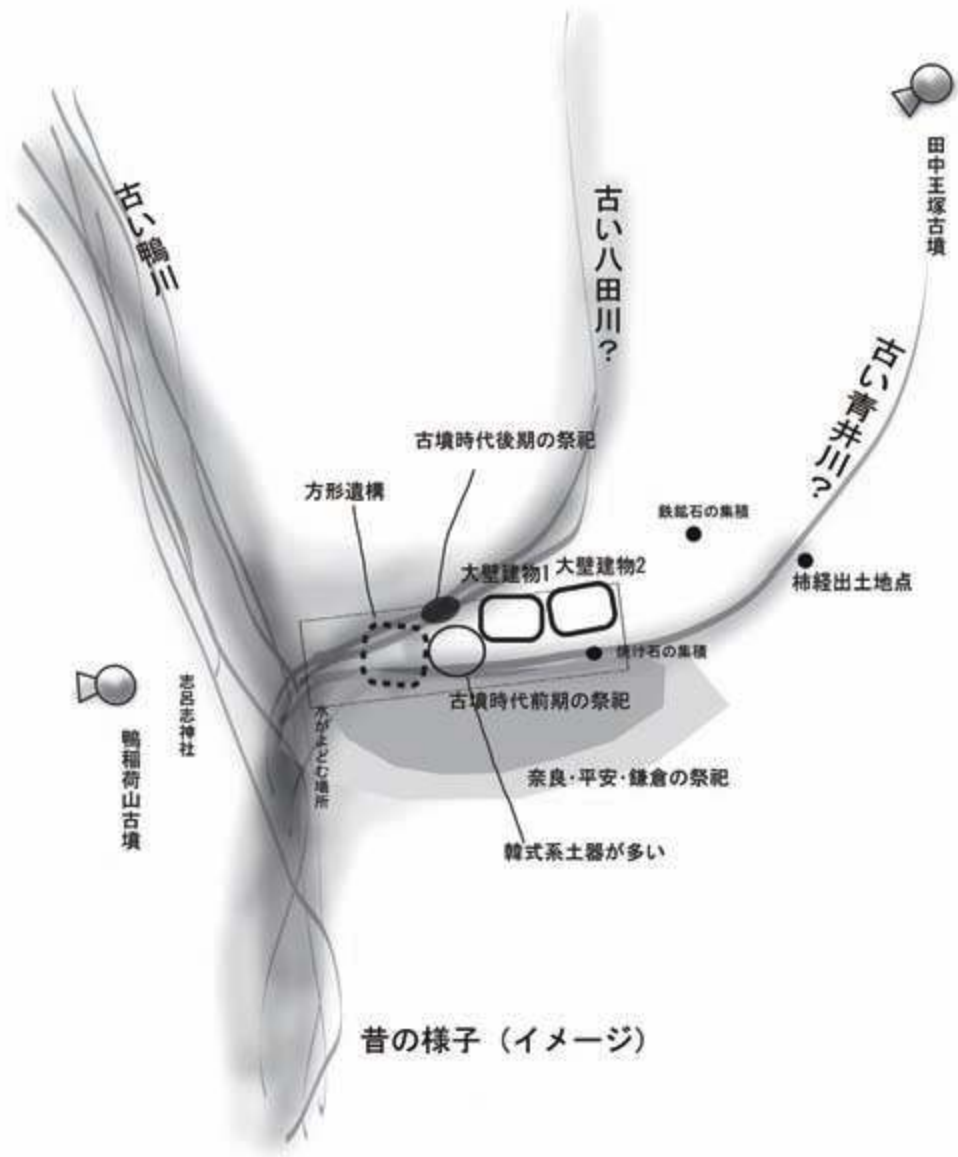 田中王塚古墳
古い鴨川
古い八田川?
古い青井川?
古墳時代後期の祭祀
方形遺構
鉄鉱石の集積
大壁建物1
大壁建物2
柿経出土地点
焼け石の集積
古墳時代前期の祭祀
志呂志神社
水がよどむ場所
鴨稲荷山古墳
奈良・平安・鎌倉の祭祀
韓式系土器が多い
昔の様子（イメージ）